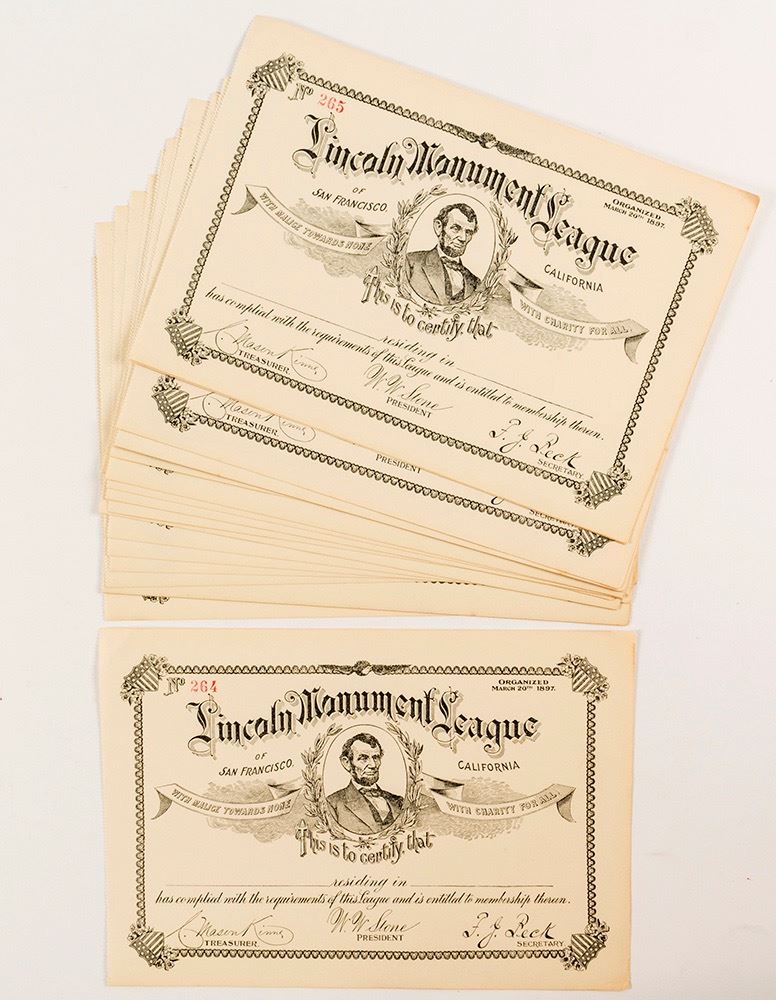 Nº 265
ORGANIZED
MARCH 20TH 1897.
Lincoln Monument League
OF
SAN FRANCISCO.
CALIFORNIA
WITH MALICE TOWARDS NONE
WITH CHARITY FOR ALL.
This is to certify, that
residing in
has complied with the requirements of this League and is entitled to membership therein.
C. Mason Kinne
TREASURER.
W. W. Stone
PRESIDENT
F. J. Peck
SECRETARY
Mason Kinne
TREASURER.
PRESIDENT
Nº 264
ORGANIZED
MARCH 20TH 1897.
Lincoln Monument League
OF
SAN FRANCISCO.
CALIFORNIA
WITH MALICE TOWARDS NONE
WITH CHARITY FOR ALL.
This is to certify, that
residing in
has complied with the requirements of this League and is entitled to membership therein.
C. Mason Kinne
TREASURER.
W. W. Stone
PRESIDENT
F. J. Peck
SECRETARY